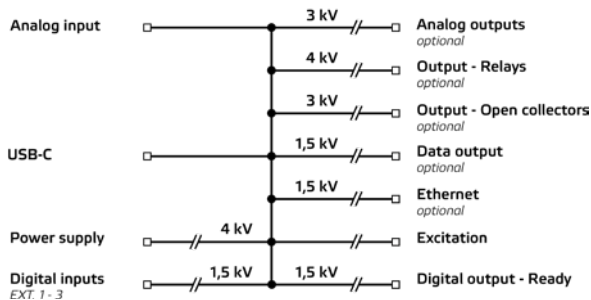 Analog input 3 kV Analog outputs
optional
4 kV Output - Relays
optional
3 kV Output - Open collectors
optional
USB-C 1,5 kV Data output
optional
1,5 kV Ethernet
optional
Power supply 4 kV Excitation
Digital inputs 1,5 kV 1,5 kV Digital output - Ready
EXT. 1 - 3